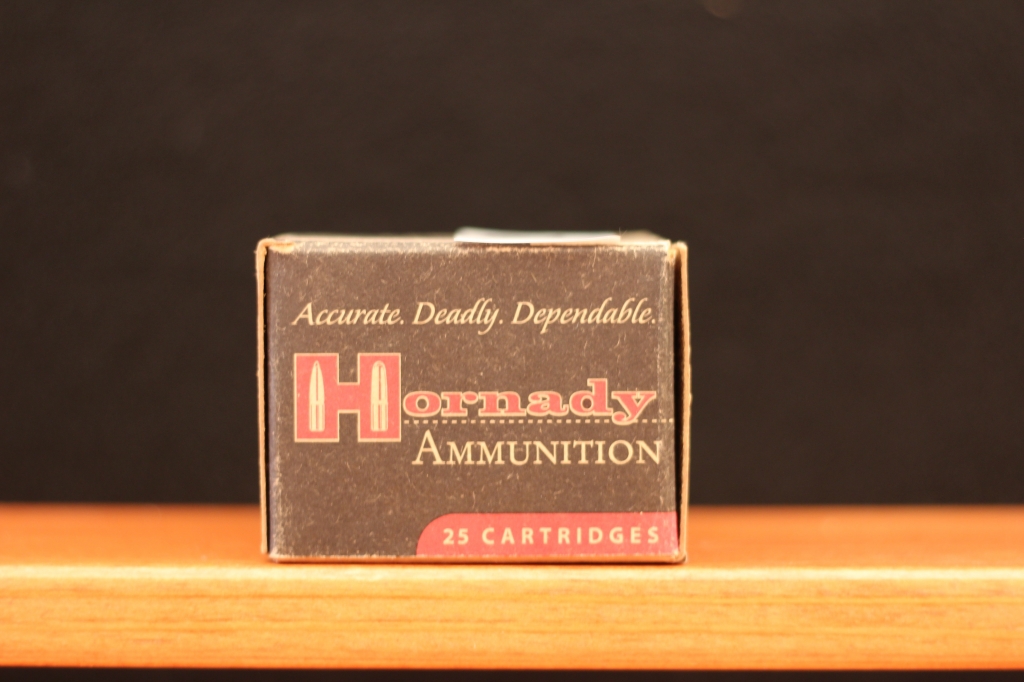 Accurate. Deadly. Dependable.
Hornady
AMMUNITION
25 CARTRIDGES